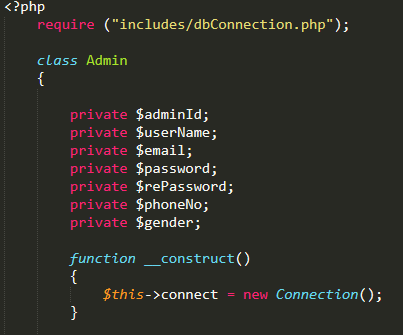 <?php
require ("includes/dbConnection.php");
class Admin
{
private $adminId;
private $userName;
private $email;
private $password;
private $rePassword;
private $phoneNo;
private $gender;
function __construct()
{
$this->connect = new Connection();
}